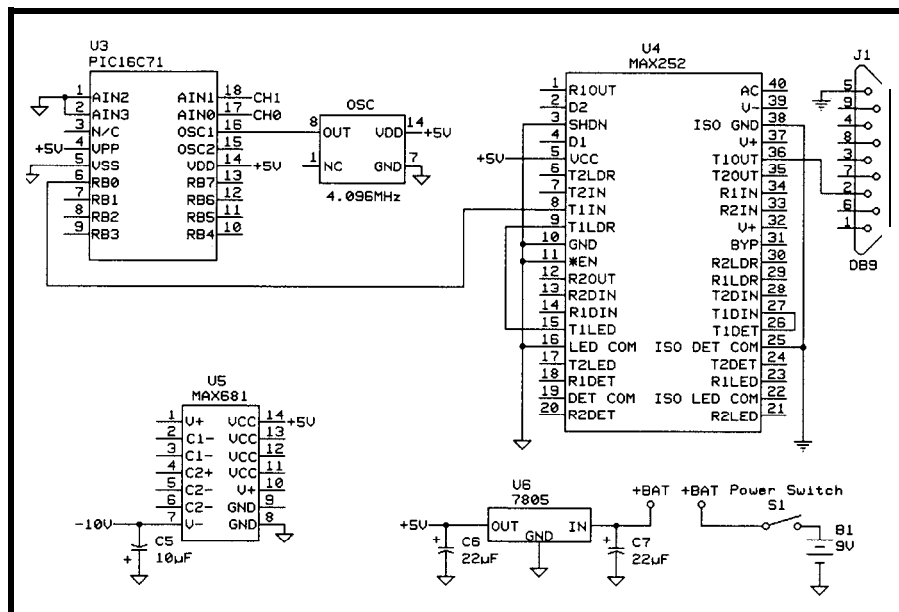 U3
PIC16C71
1 AIN2 AIN1 18 CH1
2 AIN3 AIN0 17 CH0
3 N/C OSC1 16
+5V 4 VPP OSC2 15
5 VSS VDD 14 +5V
6 RB0 RB7 13
7 RB1 RB6 12
8 RB2 RB5 11
9 RB3 RB4 10
OSC
8 OUT VDD 14 +5V
1 NC GND 7
4.096MHz
U4
MAX252
1 R1OUT AC 40
2 D2 V- 39
3 SHDN ISO GND 38
4 D1 V+ 37
+5V 5 VCC T1OUT 36
6 T2LDR T2OUT 35
7 T2IN R1IN 34
8 T1IN R2IN 33
9 T1LDR V+ 32
10 GND BYP 31
11 *EN R2LDR 30
12 R2OUT R1LDR 29
13 R2DIN T2DIN 28
14 R1DIN T1DIN 27
15 T1LED T1DET 26
16 LED COM ISO DET COM 25
17 T2LED T2DET 24
18 R1DET R1LED 23
19 DET COM ISO LED COM 22
20 R2DET R2LED 21
J1
5
9
4
8
3
7
2
6
1
DB9
U5
MAX681
1 V+ VCC 14 +5V
2 C1- VCC 13
3 C1- VCC 12
4 C2+ VCC 11
5 C2- V+ 10
6 C2- GND 9
-10V 7 V- GND 8
C5
+ 10µF
U6
7805
+5V OUT IN
GND
+ C6
22µF
+ C7
22µF
+BAT
+BAT Power Switch
S1
B1
9V